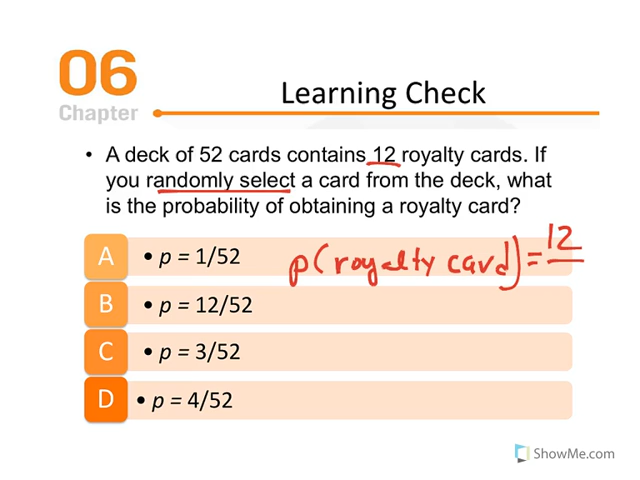 06
Chapter
Learning Check
• A deck of 52 cards contains 12 royalty cards. If
you randomly select a card from the deck, what
is the probability of obtaining a royalty card?
A • p = 1/52
p(royalty card) = 12
B • p = 12/52
C • p = 3/52
D • p = 4/52
ShowMe.com